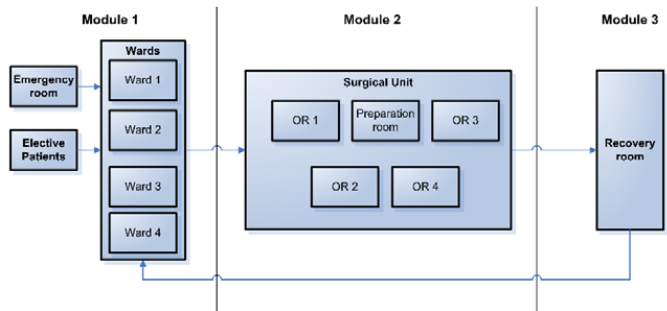 Module 1
Module 2
Module 3
Wards
Emergency
room
Elective
Patients
Ward 1
Ward 2
Ward 3
Ward 4
Surgical Unit
OR 1
Preparation
room
OR 3
OR 2
OR 4
Recovery
room